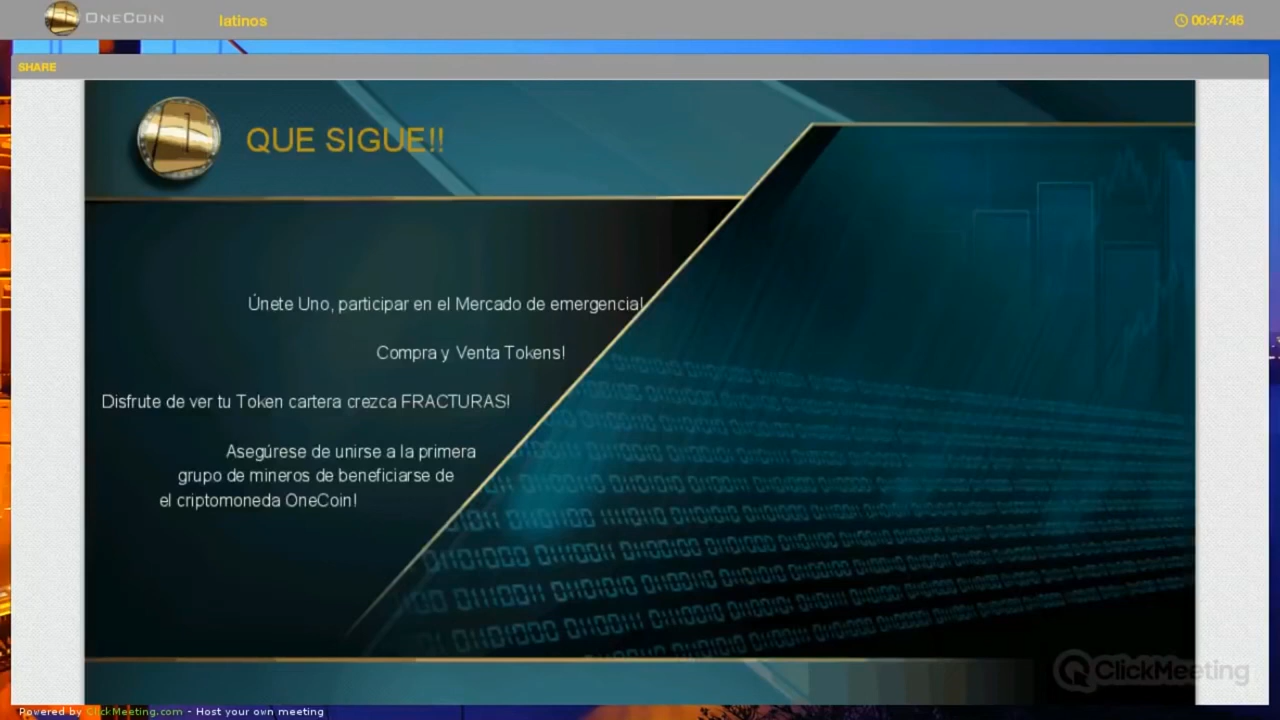 ONECOIN
latinos
00:47:46
SHARE
QUE SIGUE!!
Únete Uno, participar en el Mercado de emergencia!
Compra y Venta Tokens!
Disfrute de ver tu Token cartera crezca FRACTURAS!
Asegúrese de unirse a la primera
grupo de mineros de beneficiarse de
el criptomoneda OneCoin!
ClickMeeting
Powered by ClickMeeting.com - Host your own meeting